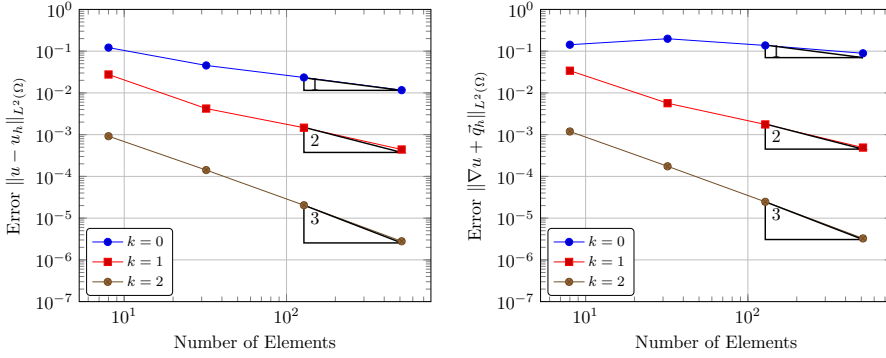 Error ∥u − u_h∥_{L²(Ω)}
10^0
10^{−1}
10^{−2}
10^{−3}
10^{−4}
10^{−5}
10^{−6}
10^{−7}
1
2
3
k = 0
k = 1
k = 2
10^1
10^2
Number of Elements
Error ∥∇u + \vec{q}_h∥_{L²(Ω)}
10^0
10^{−1}
10^{−2}
10^{−3}
10^{−4}
10^{−5}
10^{−6}
10^{−7}
1
2
3
k = 0
k = 1
k = 2
10^1
10^2
Number of Elements